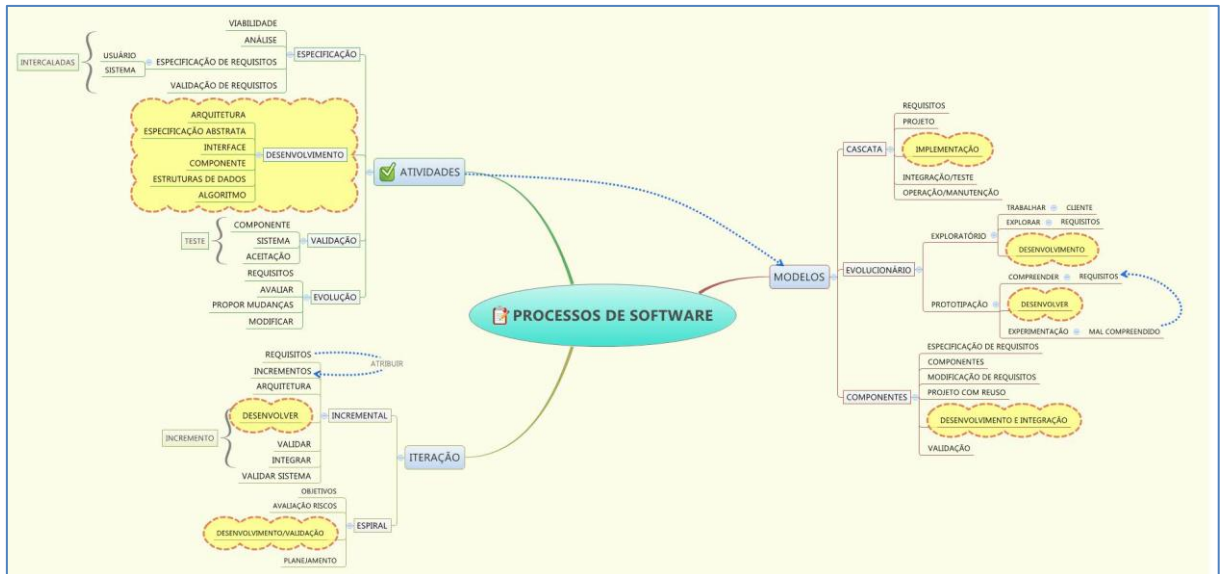 PROCESSOS DE SOFTWARE
ATIVIDADES
ESPECIFICAÇÃO
VIABILIDADE
ANÁLISE
ESPECIFICAÇÃO DE REQUISITOS
USUÁRIO
SISTEMA
INTERCALADAS
VALIDAÇÃO DE REQUISITOS
DESENVOLVIMENTO
ARQUITETURA
ESPECIFICAÇÃO ABSTRATA
INTERFACE
COMPONENTE
ESTRUTURAS DE DADOS
ALGORITMO
VALIDAÇÃO
COMPONENTE
SISTEMA
ACEITAÇÃO
TESTE
EVOLUÇÃO
REQUISITOS
AVALIAR
PROPOR MUDANÇAS
MODIFICAR
ITERAÇÃO
INCREMENTAL
REQUISITOS
ATRIBUIR
INCREMENTOS
ARQUITETURA
DESENVOLVER
VALIDAR
INTEGRAR
INCREMENTO
VALIDAR SISTEMA
ESPIRAL
OBJETIVOS
AVALIAÇÃO RISCOS
DESENVOLVIMENTO/VALIDAÇÃO
PLANEJAMENTO
MODELOS
CASCATA
REQUISITOS
PROJETO
IMPLEMENTAÇÃO
INTEGRAÇÃO/TESTE
OPERAÇÃO/MANUTENÇÃO
EVOLUCIONÁRIO
EXPLORATÓRIO
TRABALHAR
CLIENTE
EXPLORAR
REQUISITOS
DESENVOLVIMENTO
PROTOTIPAÇÃO
COMPREENDER
REQUISITOS
DESENVOLVER
EXPERIMENTAÇÃO
MAL COMPREENDIDO
COMPONENTES
ESPECIFICAÇÃO DE REQUISITOS
COMPONENTES
MODIFICAÇÃO DE REQUISITOS
PROJETO COM REUSO
DESENVOLVIMENTO E INTEGRAÇÃO
VALIDAÇÃO